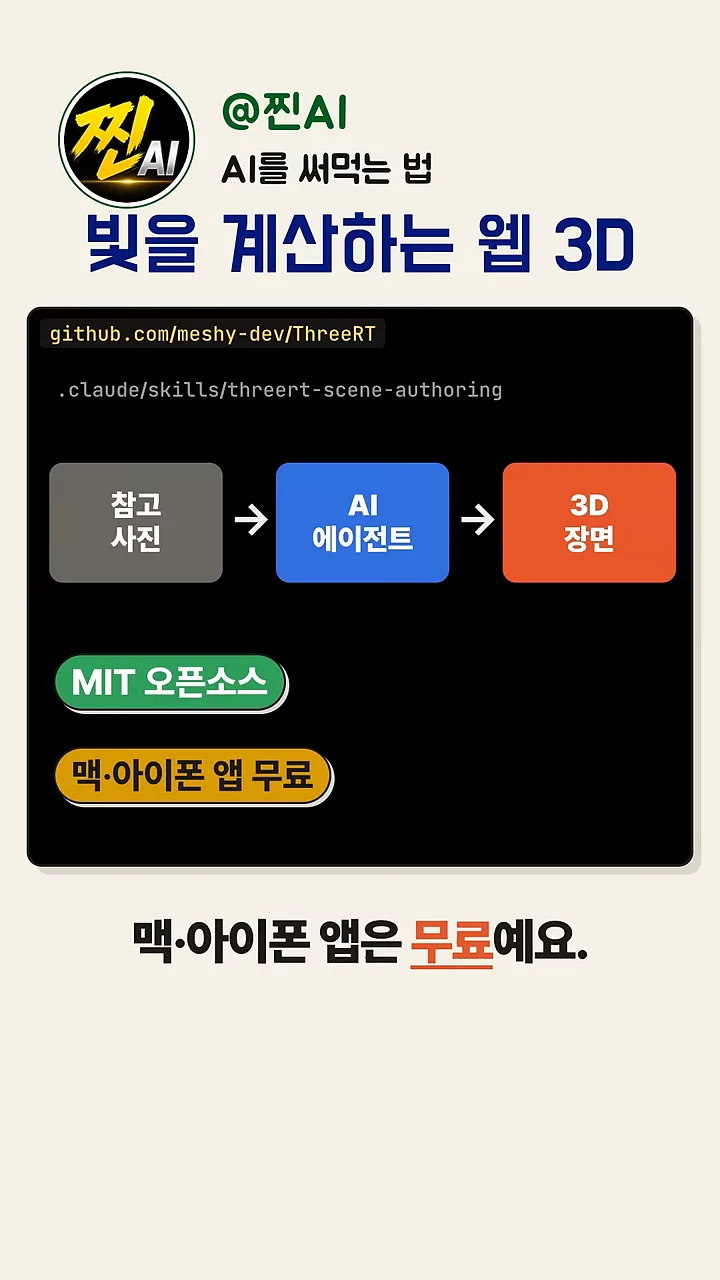 찐AI
@찐AI
AI를 써먹는 법
빛을 계산하는 웹 3D
github.com/meshy-dev/ThreeRT
.claude/skills/threert-scene-authoring
참고
사진
→
AI
에이전트
→
3D
장면
MIT 오픈소스
맥·아이폰 앱 무료
맥·아이폰 앱은 무료예요.